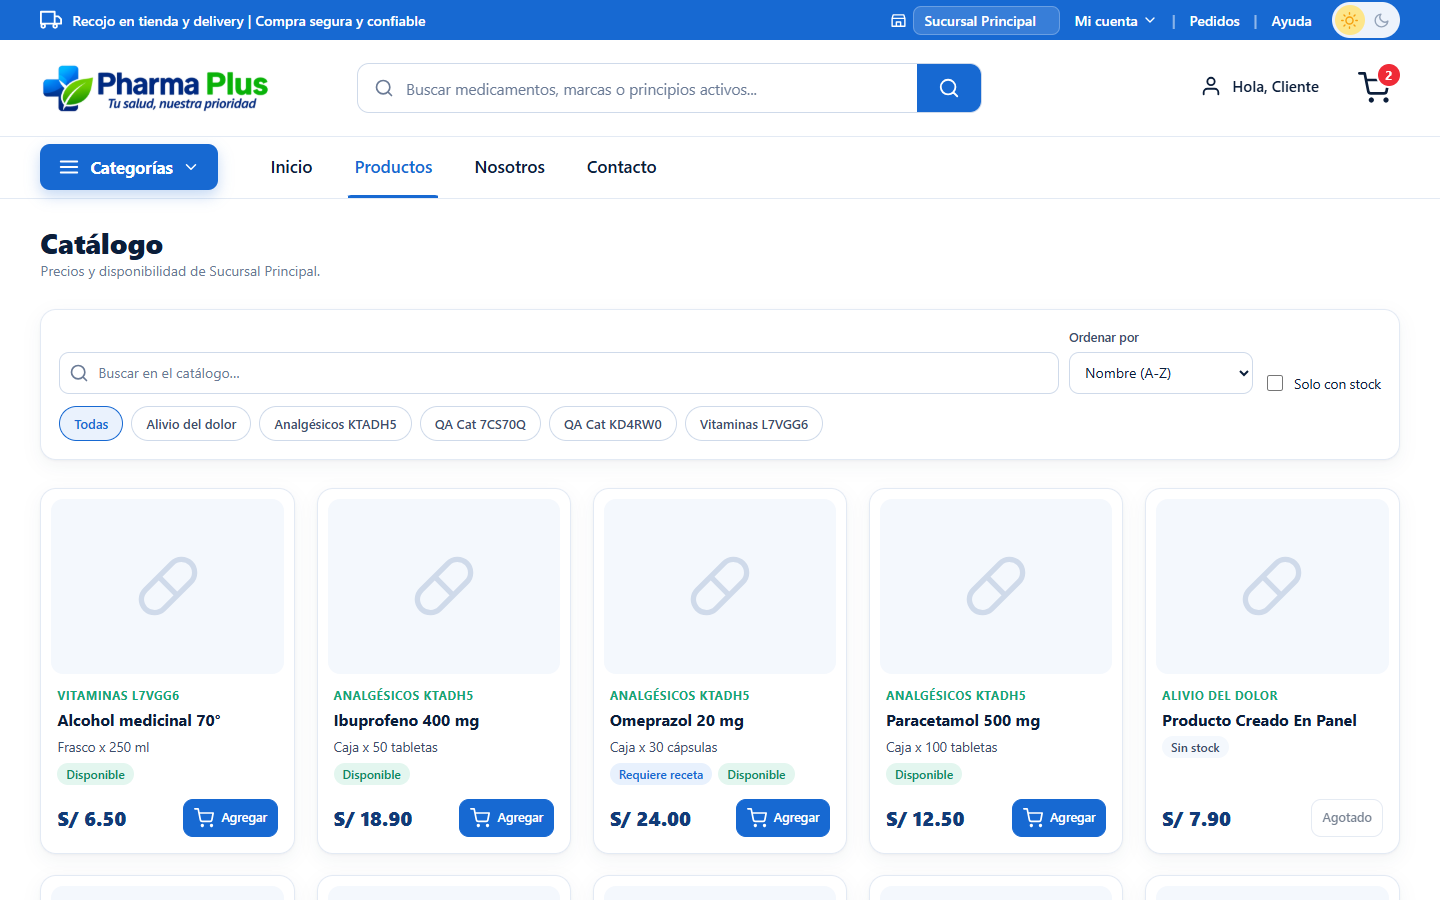 Recojo en tienda y delivery | Compra segura y confiable
Sucursal Principal
Mi cuenta | Pedidos | Ayuda
Pharma Plus
Tu salud, nuestra prioridad
Buscar medicamentos, marcas o principios activos...
Hola, Cliente
2
Categorías
Inicio
Productos
Nosotros
Contacto
Catálogo
Precios y disponibilidad de Sucursal Principal.
Ordenar por
Buscar en el catálogo...
Nombre (A-Z)
Solo con stock
Todas
Alivio del dolor
Analgésicos KTADH5
QA Cat 7CS70Q
QA Cat KD4RW0
Vitaminas L7VGG6
VITAMINAS L7VGG6
Alcohol medicinal 70°
Frasco x 250 ml
Disponible
S/ 6.50
Agregar
ANALGÉSICOS KTADH5
Ibuprofeno 400 mg
Caja x 50 tabletas
Disponible
S/ 18.90
Agregar
ANALGÉSICOS KTADH5
Omeprazol 20 mg
Caja x 30 cápsulas
Requiere receta
Disponible
S/ 24.00
Agregar
ANALGÉSICOS KTADH5
Paracetamol 500 mg
Caja x 100 tabletas
Disponible
S/ 12.50
Agregar
ALIVIO DEL DOLOR
Producto Creado En Panel
Sin stock
S/ 7.90
Agotado